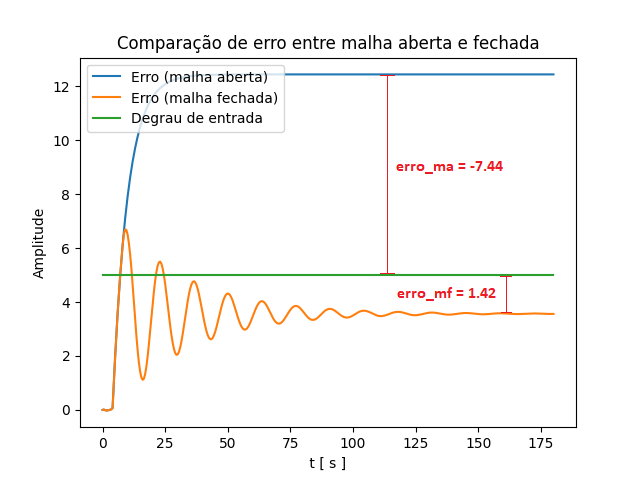 Comparação de erro entre malha aberta e fechada
Erro (malha aberta)
Erro (malha fechada)
Degrau de entrada
erro_ma = -7.44
erro_mf = 1.42
Amplitude
12
10
8
6
4
2
0
0 25 50 75 100 125 150 175
t [ s ]